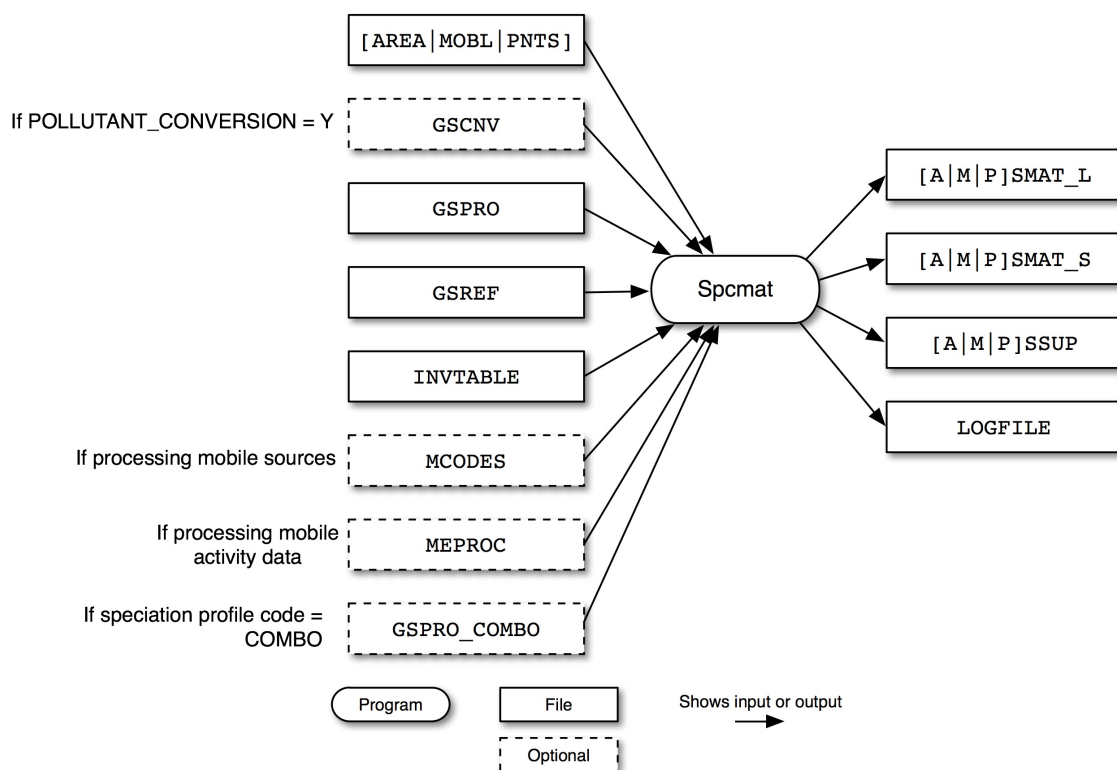 [AREA|MOBL|PNTS]
If POLLUTANT_CONVERSION = Y
GSCNV
GSPRO
GSREF
INVTABLE
If processing mobile sources
MCODES
If processing mobile
activity data
MEPROC
If speciation profile code =
COMBO
GSPRO_COMBO
Spcmat
[A|M|P]SMAT_L
[A|M|P]SMAT_S
[A|M|P]SSUP
LOGFILE
Program
File
Shows input or output
Optional